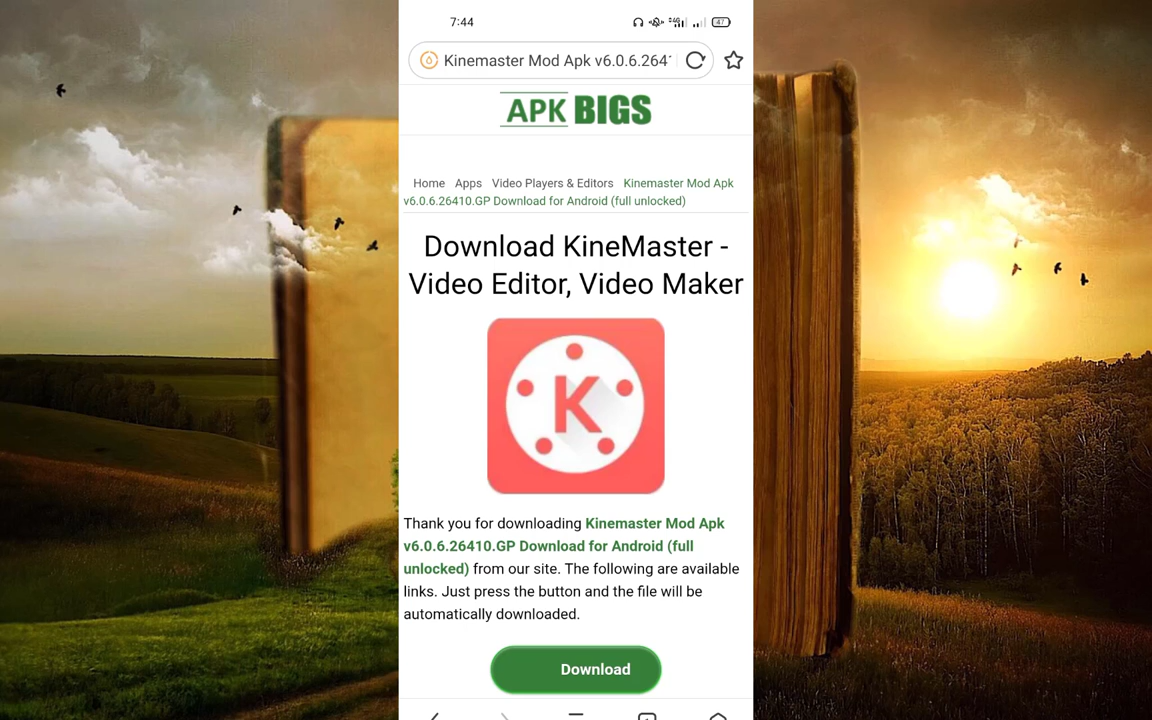 7:44
47
Kinemaster Mod Apk v6.0.6.264
APK BIGS
Home Apps Video Players & Editors Kinemaster Mod Apk
v6.0.6.26410.GP Download for Android (full unlocked)
Download KineMaster -
Video Editor, Video Maker
K
Thank you for downloading Kinemaster Mod Apk
v6.0.6.26410.GP Download for Android (full
unlocked) from our site. The following are available
links. Just press the button and the file will be
automatically downloaded.
Download